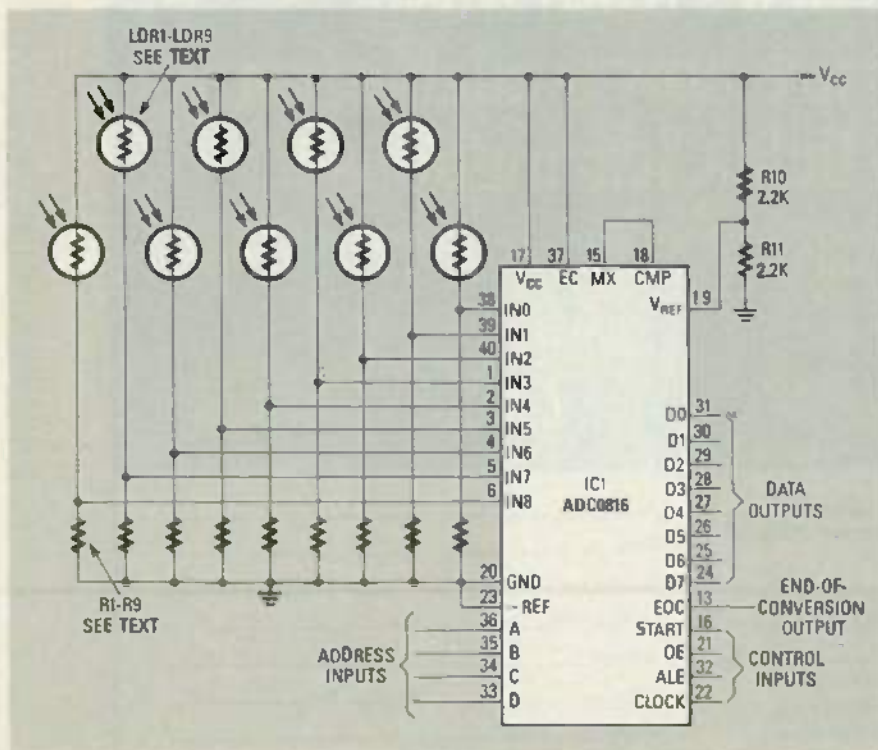 LDR1-LDR9
SEE TEXT
VCC
R10
2.2K
R11
2.2K
17 37 15 18
VCC EC MX CMP
VREF 19
38 IN0
39 IN1
40 IN2
1 IN3
2 IN4
3 IN5
4 IN6
5 IN7
6 IN8
IC1
ADC0816
D0 31
D1 30
D2 29
D3 28
D4 27
D5 26
D6 25
D7 24
DATA
OUTPUTS
R1-R9
SEE TEXT
20 GND
23 -REF
36 A
35 B
34 C
33 D
ADDRESS
INPUTS
EOC 13
END-OF-
CONVERSION
OUTPUT
START 16
OE 21
ALE 32
CLOCK 22
CONTROL
INPUTS